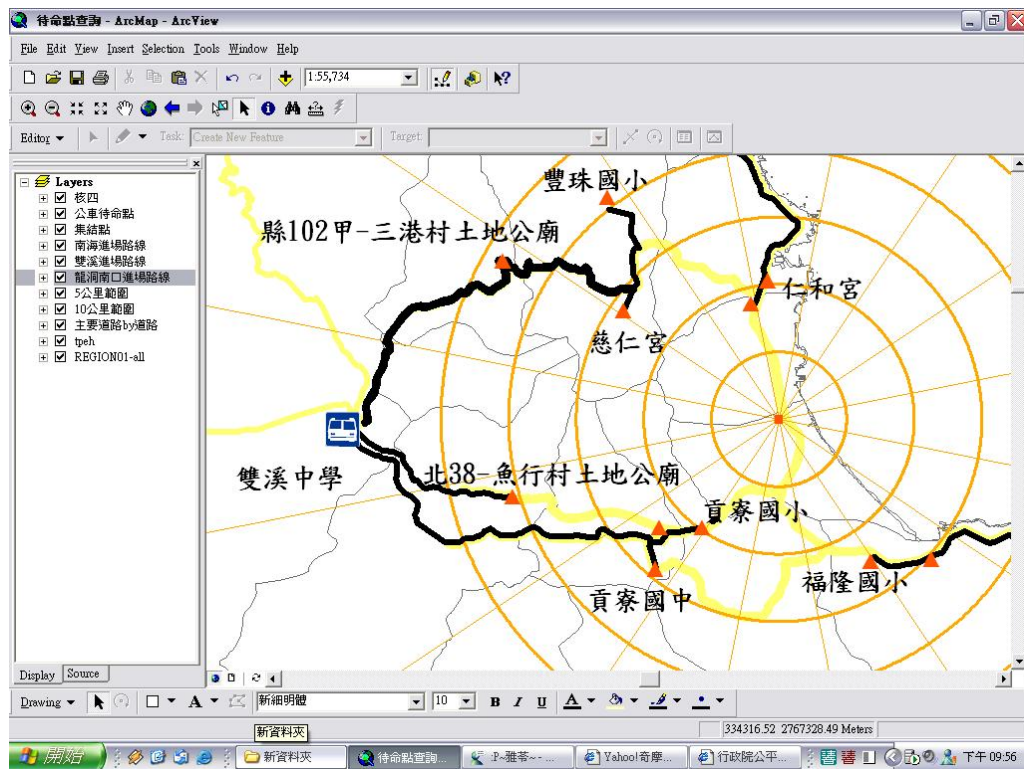 待命點查詢 - ArcMap - ArcView
File Edit View Insert Selection Tools Window Help
1:55,734
Editor Task: Create New Feature Target:
Layers
核四
公車待命點
集結點
南海進場路線
雙溪進場路線
龍洞南口進場路線
5公里範圍
10公里範圍
主要道路by道路
tpeh
REGION01-all
豐珠國小
縣102甲-三港村土地公廟
仁和宮
慈仁宮
雙溪中學
北38-魚行村土地公廟
貢寮國小
福隆國小
貢寮國中
Display Source
Drawing A 新細明體 10 B I U A
新資料夾
334316.52 2767328.49 Meters
開始 新資料夾 待命點查詢... :P~雅苓~-... Yahoo!奇摩... 行政院公平... 下午 09:56